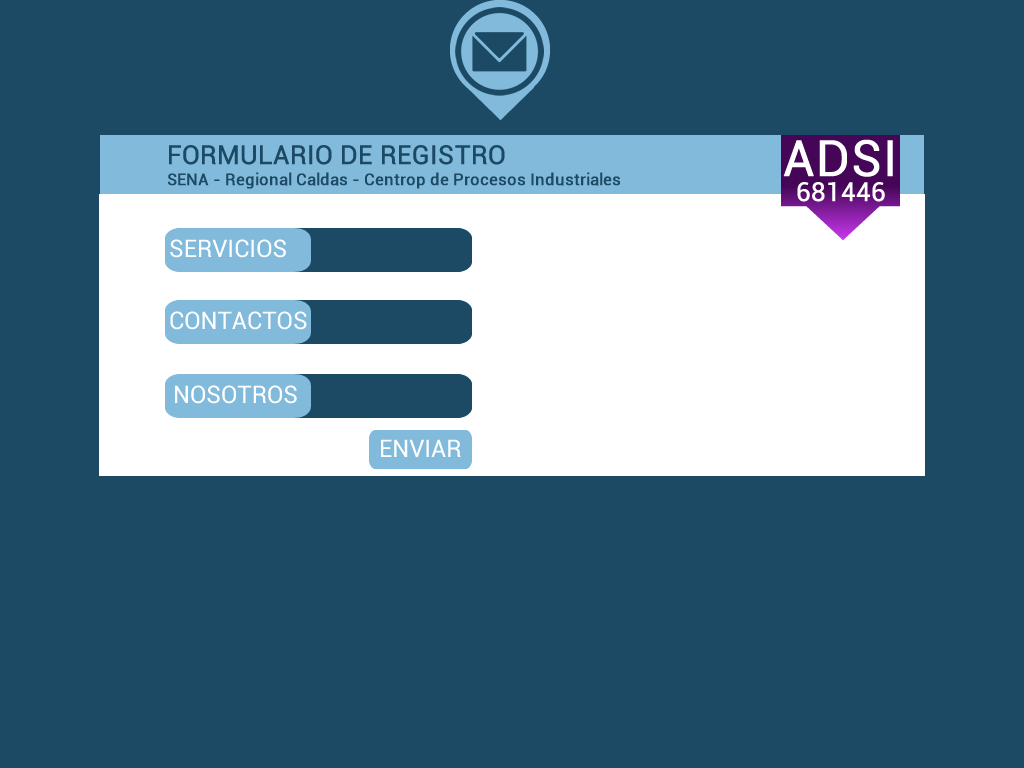 FORMULARIO DE REGISTRO
SENA - Regional Caldas - Centrop de Procesos Industriales
ADSI
681446
SERVICIOS
CONTACTOS
NOSOTROS
ENVIAR